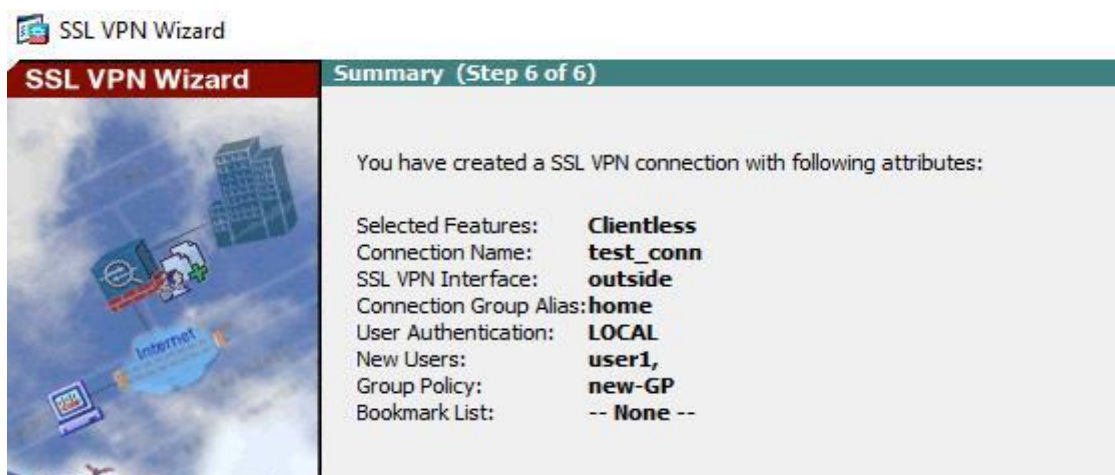 SSL VPN Wizard
SSL VPN Wizard
Summary (Step 6 of 6)
You have created a SSL VPN connection with following attributes:
Selected Features: Clientless
Connection Name: test_conn
SSL VPN Interface: outside
Connection Group Alias: home
User Authentication: LOCAL
New Users: user1,
Group Policy: new-GP
Bookmark List: -- None --
Internet